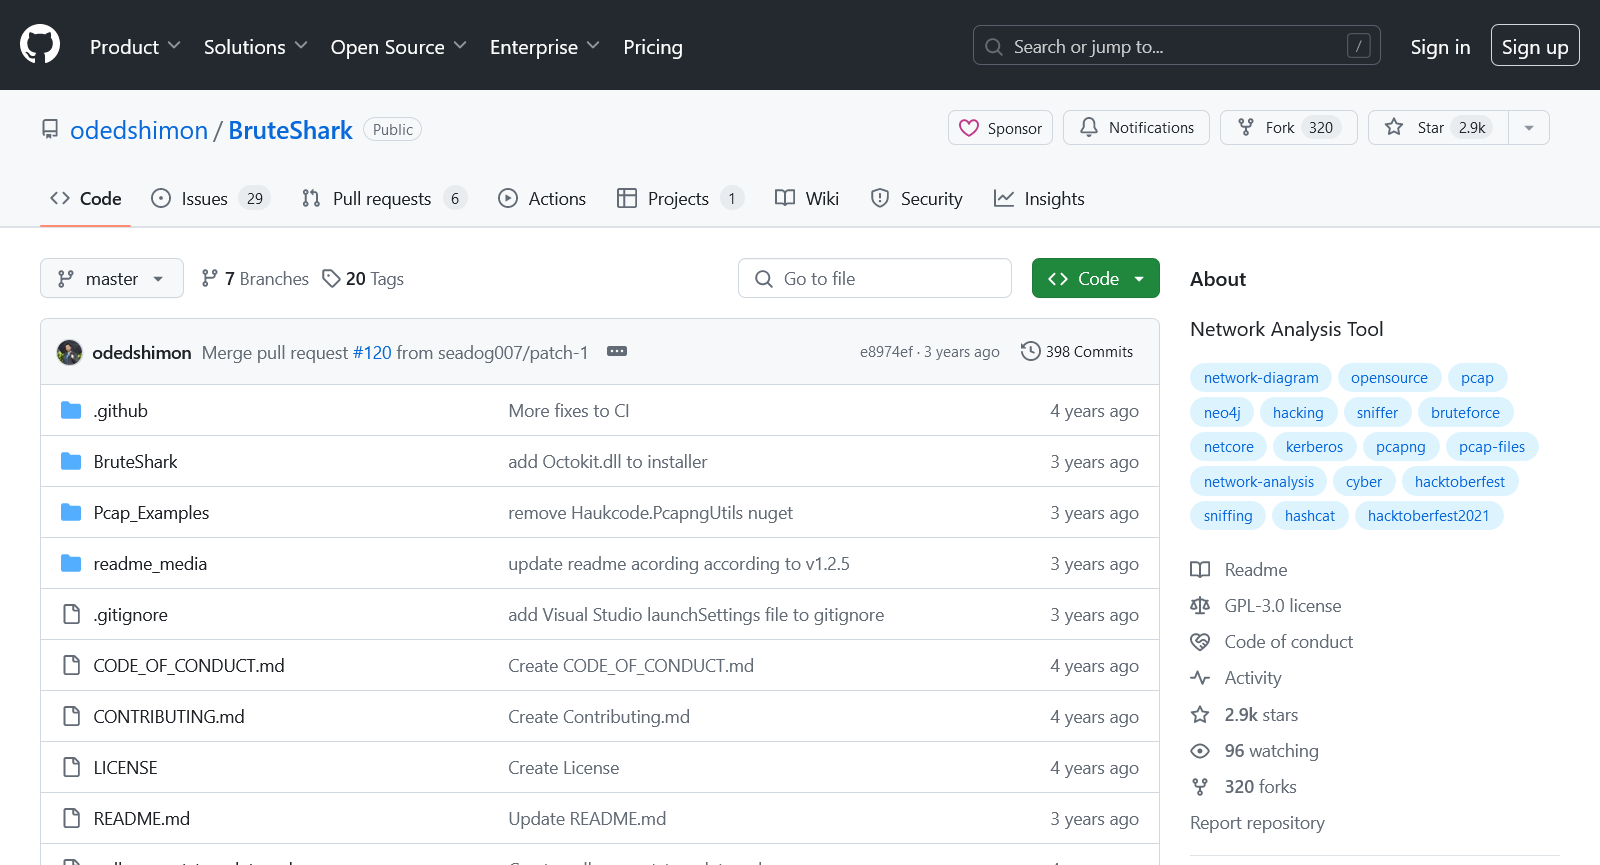 Product Solutions Open Source Enterprise Pricing Search or jump to... / Sign in Sign up
odedshimon / BruteShark Public Sponsor Notifications Fork 320 Star 2.9k
Code Issues 29 Pull requests 6 Actions Projects 1 Wiki Security Insights
master 7 Branches 20 Tags Go to file Code
odedshimon Merge pull request #120 from seadog007/patch-1 e8974ef · 3 years ago 398 Commits
.github More fixes to CI 4 years ago
BruteShark add Octokit.dll to installer 3 years ago
Pcap_Examples remove Haukcode.PcapngUtils nuget 3 years ago
readme_media update readme acording according to v1.2.5 3 years ago
.gitignore add Visual Studio launchSettings file to gitignore 3 years ago
CODE_OF_CONDUCT.md Create CODE_OF_CONDUCT.md 4 years ago
CONTRIBUTING.md Create Contributing.md 4 years ago
LICENSE Create License 4 years ago
README.md Update README.md 3 years ago
About
Network Analysis Tool
network-diagram opensource pcap
neo4j hacking sniffer bruteforce
netcore kerberos pcapng pcap-files
network-analysis cyber hacktoberfest
sniffing hashcat hacktoberfest2021
Readme
GPL-3.0 license
Code of conduct
Activity
2.9k stars
96 watching
320 forks
Report repository